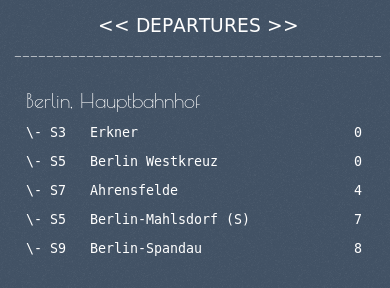 << DEPARTURES >>
Berlin, Hauptbahnhof
\- S3 Erkner 0
\- S5 Berlin Westkreuz 0
\- S7 Ahrensfelde 4
\- S5 Berlin-Mahlsdorf (S) 7
\- S9 Berlin-Spandau 8